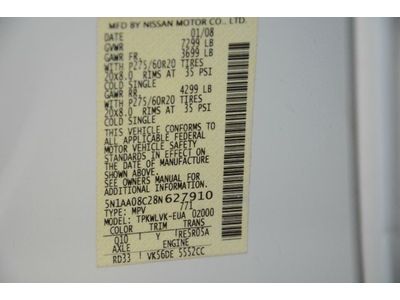 MFD BY NISSAN MOTOR CO., LTD.
DATE 01/08
GVWR 7299 LB
GAWR FR. 3699 LB
WITH P275/60R20 TIRES
20X8.0 RIMS AT 35 PSI
COLD SINGLE
GAWR RR. 4299 LB
WITH P275/60R20 TIRES
20X8.0 RIMS AT 35 PSI
COLD SINGLE
THIS VEHICLE CONFORMS TO
ALL APPLICABLE FEDERAL
MOTOR VEHICLE SAFETY
STANDARDS IN EFFECT ON
THE DATE OF MANUFACTURE
SHOWN ABOVE.
SEE OWNERS MANUAL FOR
ADDITIONAL INFORMATION
5N1AA08C28N627910
TYPE: MPV 771
MODEL: TPKWLVK-EUA 0Z000
COLOR TRIM TRANS
Q10 / Y RE5R05A
AXLE ENGINE
RD33 VK56DE 5552CC